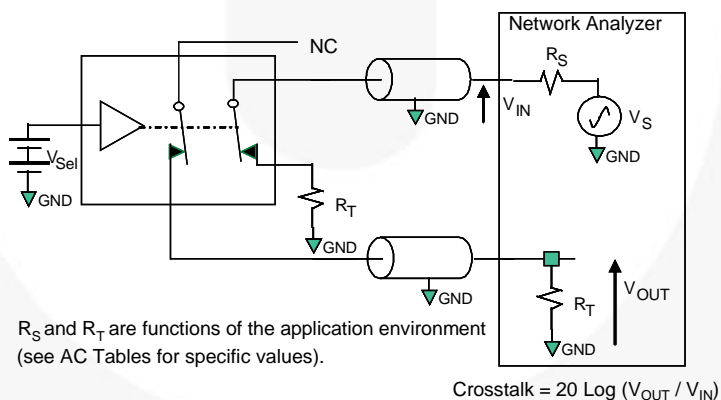 Network Analyzer
NC
R_S
V_IN
V_S
GND
GND
V_Sel
GND
R_T
GND
GND
R_T
V_OUT
GND
R_S and R_T are functions of the application environment
(see AC Tables for specific values).
Crosstalk = 20 Log (V_OUT / V_IN)